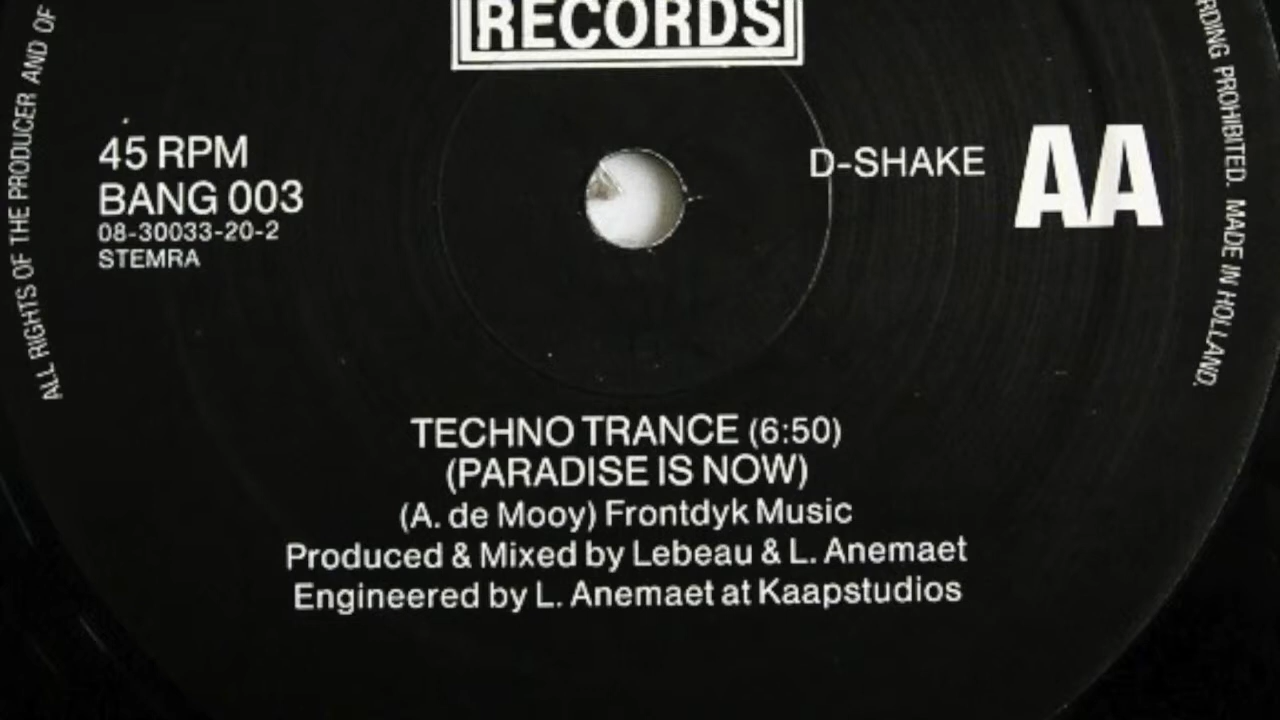 RECORDS
45 RPM
BANG 003
08-30033-20-2
STEMRA
D-SHAKE
AA
TECHNO TRANCE (6:50)
(PARADISE IS NOW)
(A. de Mooy) Frontdyk Music
Produced & Mixed by Lebeau & L. Anemaet
Engineered by L. Anemaet at Kaapstudios
ALL RIGHTS OF THE PRODUCER AND OF
PROHIBITED. MADE IN HOLLAND.